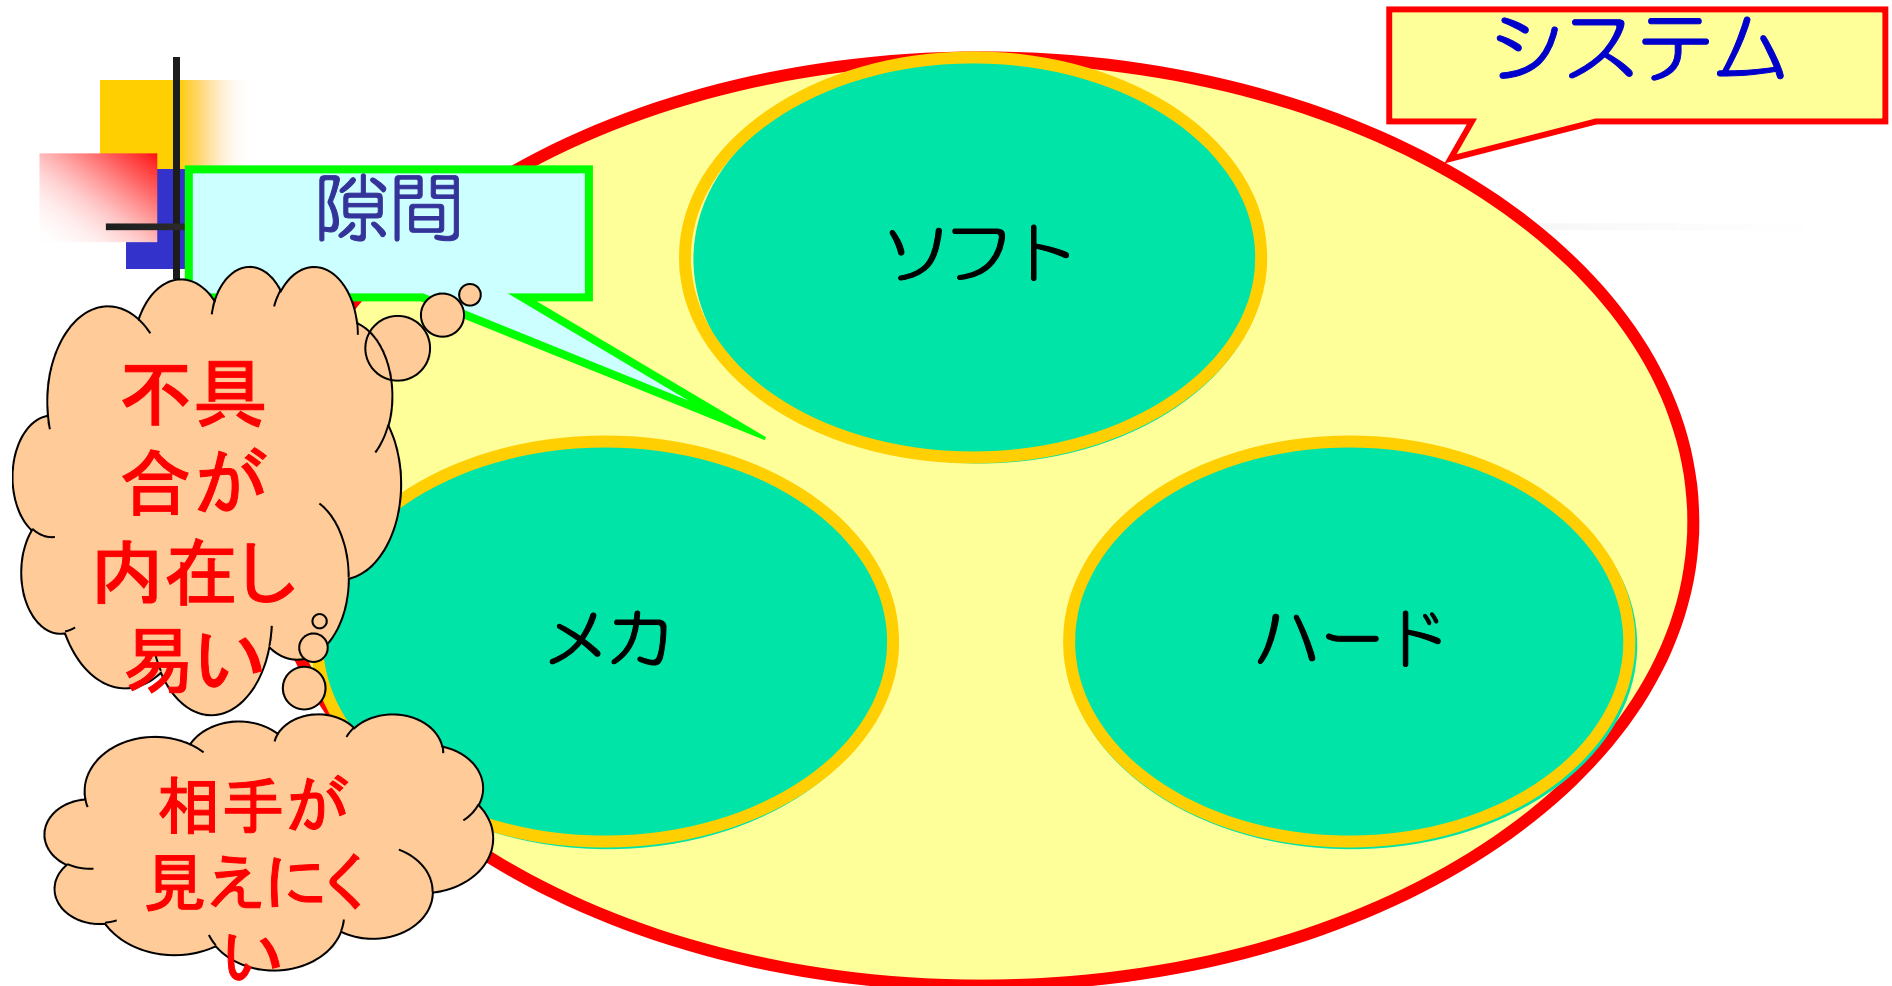 システム
隙間
ソフト
不具
合が
内在し
易い
メカ
ハード
相手が
見えにく
い